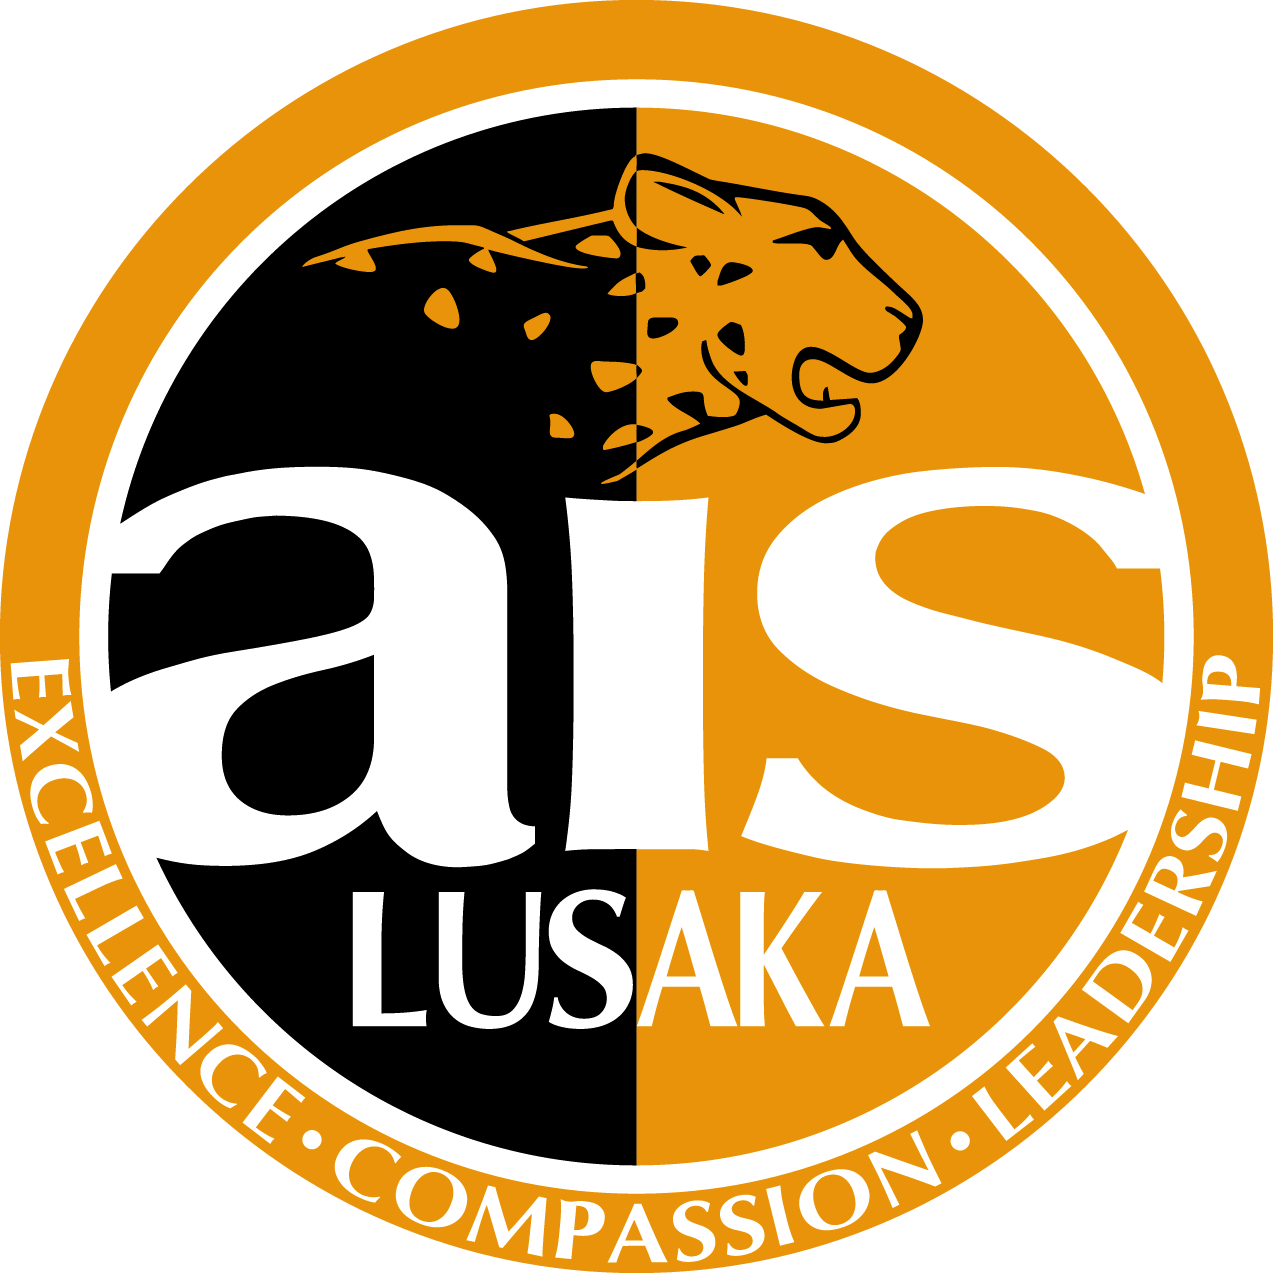 ais
LUSAKA
EXCELLENCE · COMPASSION · LEADERSHIP